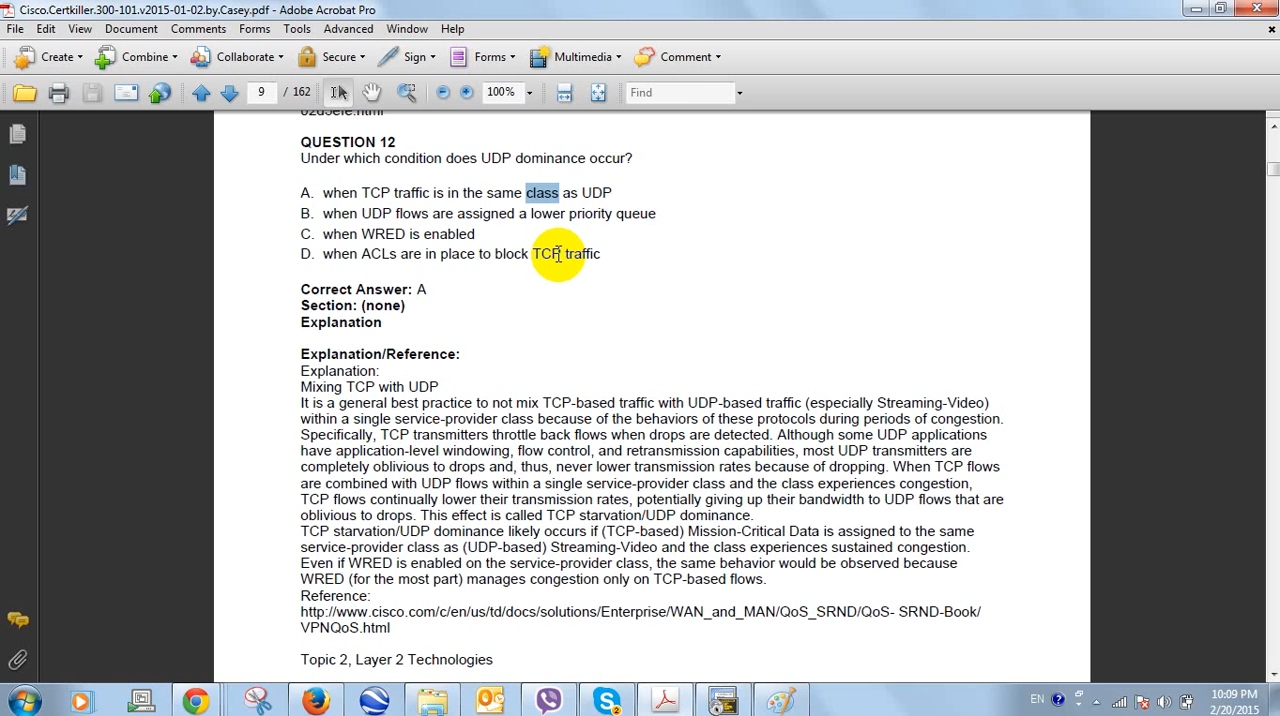 Cisco.Certkiller.300-101.v2015-01-02.by.Casey.pdf - Adobe Acrobat Pro
File Edit View Document Comments Forms Tools Advanced Window Help
Create Combine Collaborate Secure Sign Forms Multimedia Comment
9 / 162 100% Find
QUESTION 12
Under which condition does UDP dominance occur?
A. when TCP traffic is in the same class as UDP
B. when UDP flows are assigned a lower priority queue
C. when WRED is enabled
D. when ACLs are in place to block TCP traffic
Correct Answer: A
Section: (none)
Explanation
Explanation/Reference:
Explanation:
Mixing TCP with UDP
It is a general best practice to not mix TCP-based traffic with UDP-based traffic (especially Streaming-Video)
within a single service-provider class because of the behaviors of these protocols during periods of congestion.
Specifically, TCP transmitters throttle back flows when drops are detected. Although some UDP applications
have application-level windowing, flow control, and retransmission capabilities, most UDP transmitters are
completely oblivious to drops and, thus, never lower transmission rates because of dropping. When TCP flows
are combined with UDP flows within a single service-provider class and the class experiences congestion,
TCP flows continually lower their transmission rates, potentially giving up their bandwidth to UDP flows that are
oblivious to drops. This effect is called TCP starvation/UDP dominance.
TCP starvation/UDP dominance likely occurs if (TCP-based) Mission-Critical Data is assigned to the same
service-provider class as (UDP-based) Streaming-Video and the class experiences sustained congestion.
Even if WRED is enabled on the service-provider class, the same behavior would be observed because
WRED (for the most part) manages congestion only on TCP-based flows.
Reference:
http://www.cisco.com/c/en/us/td/docs/solutions/Enterprise/WAN_and_MAN/QoS_SRND/QoS- SRND-Book/
VPNQoS.html
Topic 2, Layer 2 Technologies
EN 10:09 PM
2/20/2015